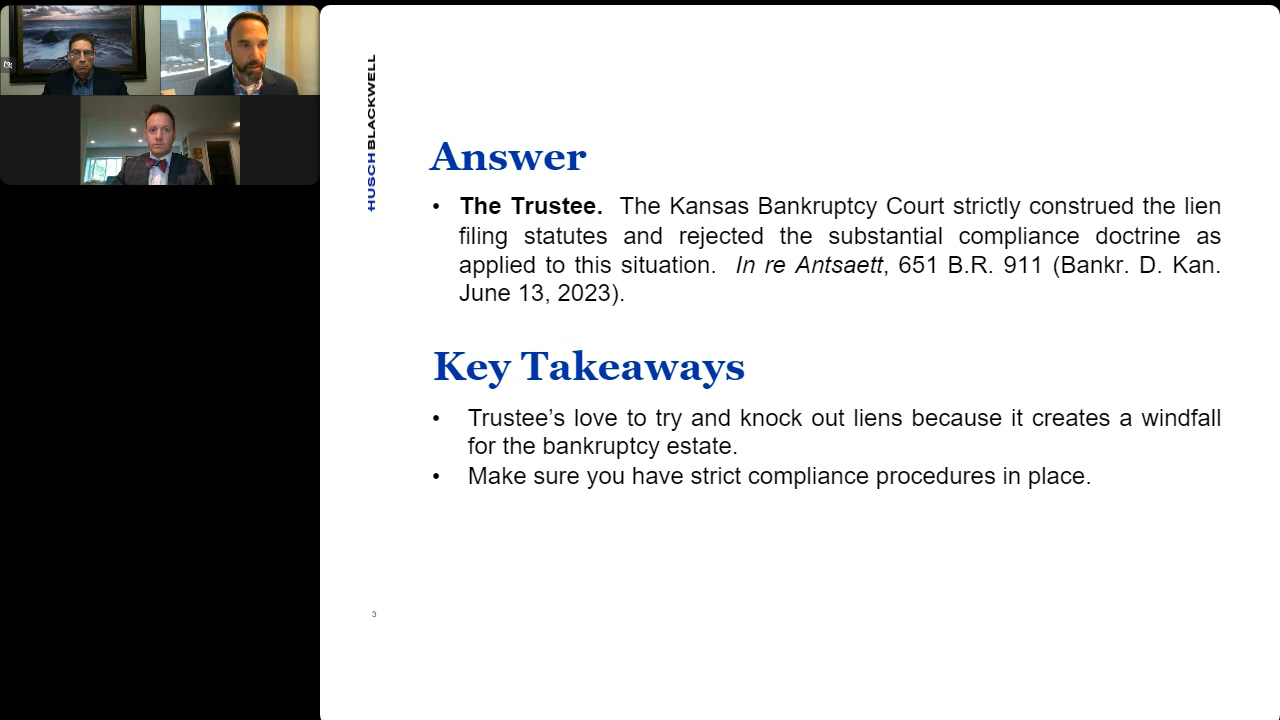 HUSCHBLACKWELL
Answer
• The Trustee. The Kansas Bankruptcy Court strictly construed the lien
filing statutes and rejected the substantial compliance doctrine as
applied to this situation. In re Antsaett, 651 B.R. 911 (Bankr. D. Kan.
June 13, 2023).
Key Takeaways
• Trustee’s love to try and knock out liens because it creates a windfall
for the bankruptcy estate.
• Make sure you have strict compliance procedures in place.
3